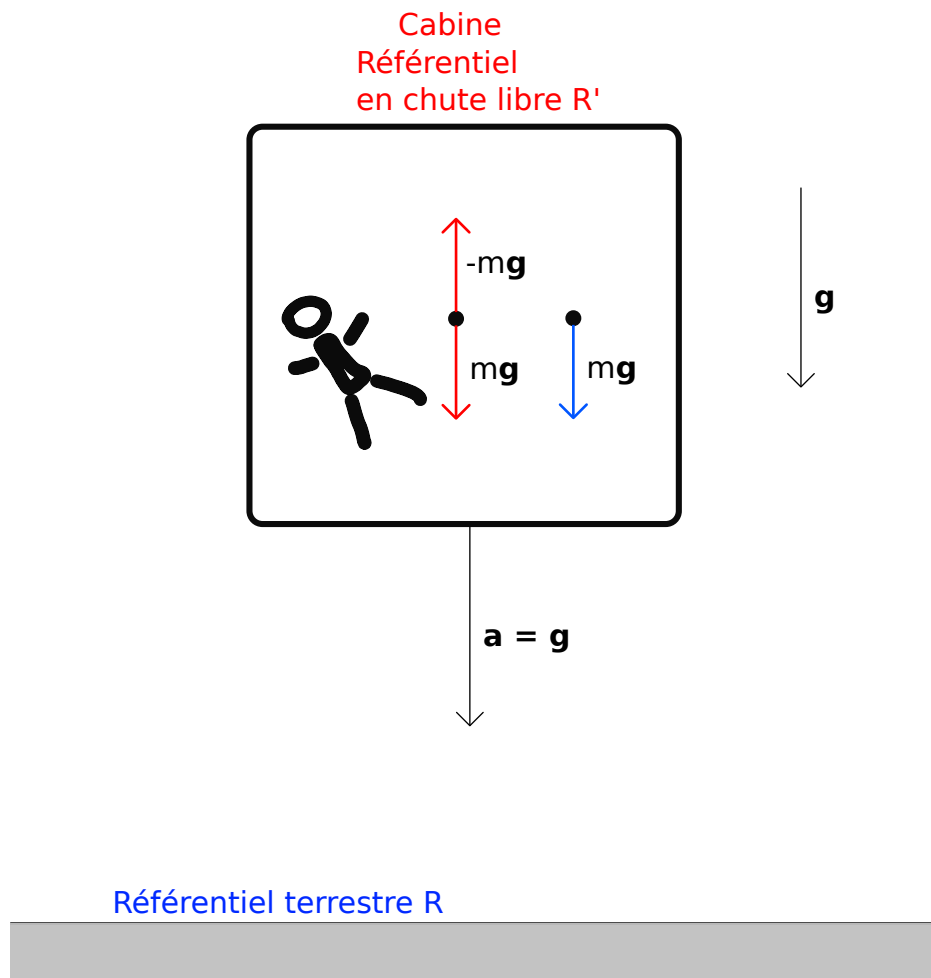 Cabine
Référentiel
en chute libre R'
-mg
g
mg
mg
a = g
Référentiel terrestre R